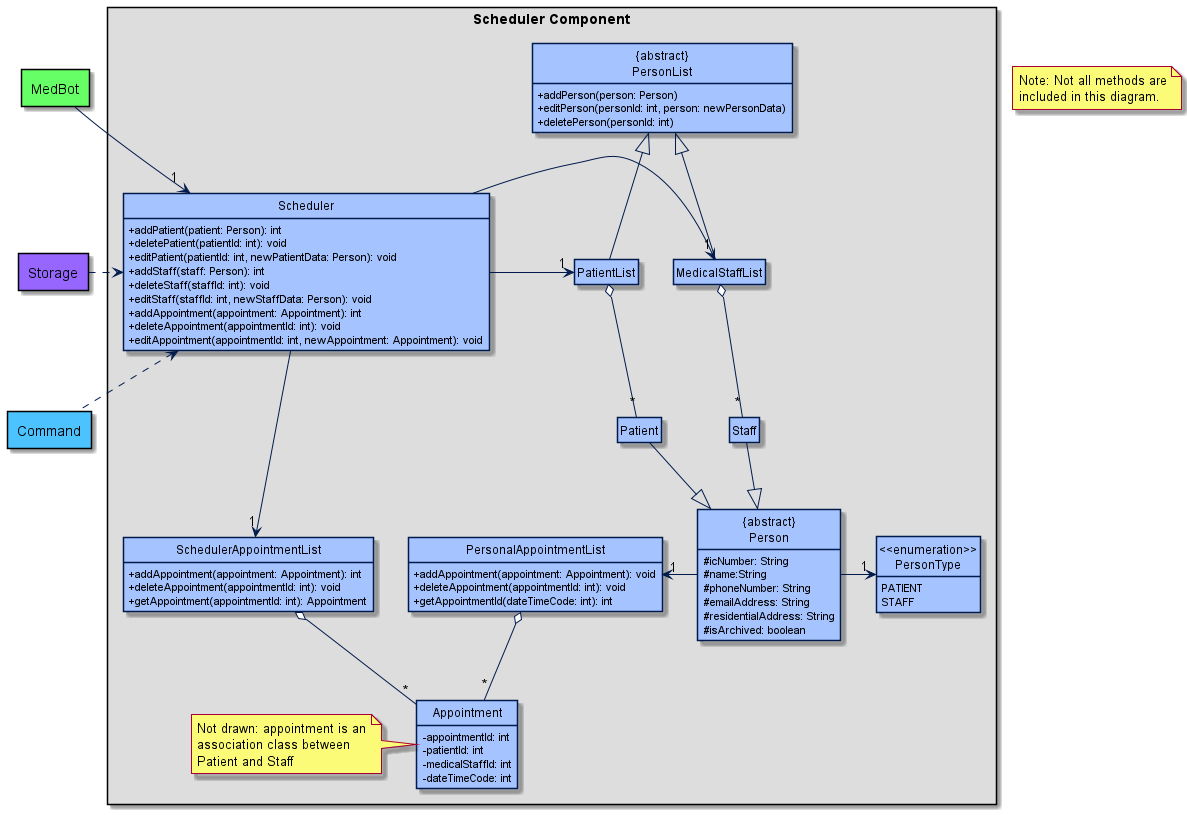 Scheduler Component
{abstract}
PersonList
+addPerson(person: Person)
+editPerson(personId: int, person: newPersonData)
+deletePerson(personId: int)
Note: Not all methods are
included in this diagram.
MedBot
1
Scheduler
+addPatient(patient: Person): int
+deletePatient(patientId: int): void
+editPatient(patientId: int, newPatientData: Person): void
+addStaff(staff: Person): int
+deleteStaff(staffId: int): void
+editStaff(staffId: int, newStaffData: Person): void
+addAppointment(appointment: Appointment): int
+deleteAppointment(appointmentId: int): void
+editAppointment(appointmentId: int, newAppointment: Appointment): void
Storage
1
PatientList
1
MedicalStaffList
Command
*
*
Patient
Staff
1
SchedulerAppointmentList
+addAppointment(appointment: Appointment): int
+deleteAppointment(appointmentId: int): void
+getAppointment(appointmentId: int): Appointment
PersonalAppointmentList
+addAppointment(appointment: Appointment): void
+deleteAppointment(appointmentId: int): void
+getAppointmentId(dateTimeCode: int): int
1
{abstract}
Person
#icNumber: String
#name:String
#phoneNumber: String
#emailAddress: String
#residentialAddress: String
#isArchived: boolean
1
<<enumeration>>
PersonType
PATIENT
STAFF
*
*
Not drawn: appointment is an
association class between
Patient and Staff
Appointment
-appointmentId: int
-patientId: int
-medicalStaffId: int
-dateTimeCode: int